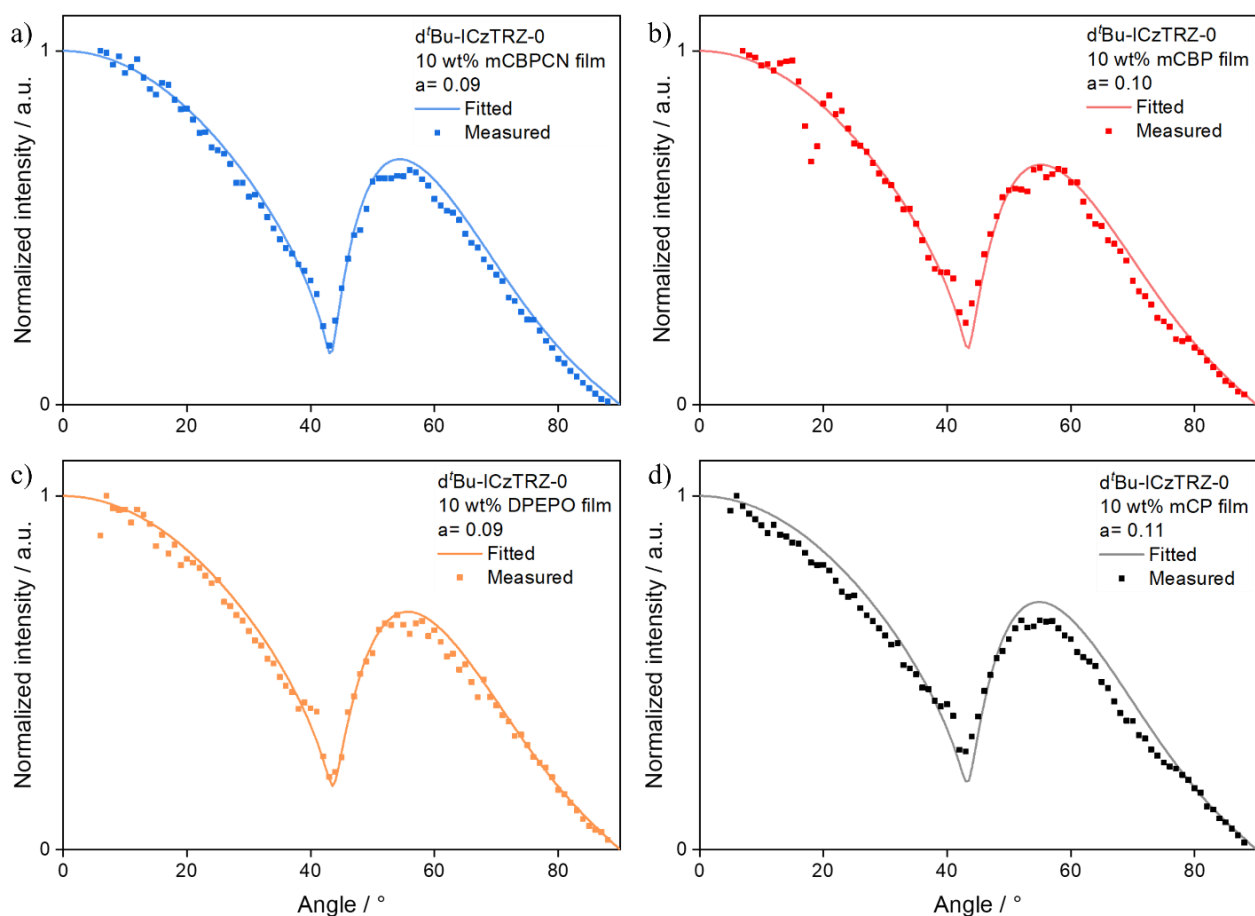 a)
dᵗBu-ICzTRZ-0
10 wt% mCBPCN film
a= 0.09
Fitted
Measured
1
0
Normalized intensity / a.u.
0 20 40 60 80
b)
dᵗBu-ICzTRZ-0
10 wt% mCBP film
a= 0.10
Fitted
Measured
1
0
Normalized intensity / a.u.
0 20 40 60 80
c)
dᵗBu-ICzTRZ-0
10 wt% DPEPO film
a= 0.09
Fitted
Measured
1
0
Normalized intensity / a.u.
0 20 40 60 80
Angle / °
d)
dᵗBu-ICzTRZ-0
10 wt% mCP film
a= 0.11
Fitted
Measured
1
0
Normalized intensity / a.u.
0 20 40 60 80
Angle / °